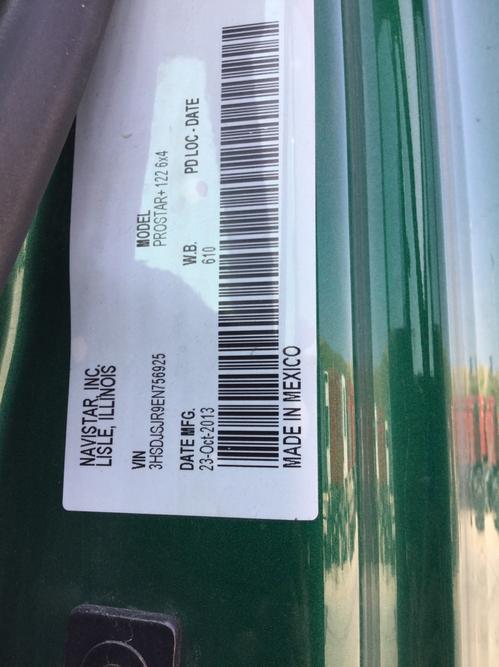 NAVISTAR, INC.
LISLE, ILLINOIS
VIN MODEL
3HSDJSJR9EN756925 PROSTAR+ 122 6x4
DATE MFG. W.B. PD LOC - DATE
23-Oct-2013 610
MADE IN MEXICO